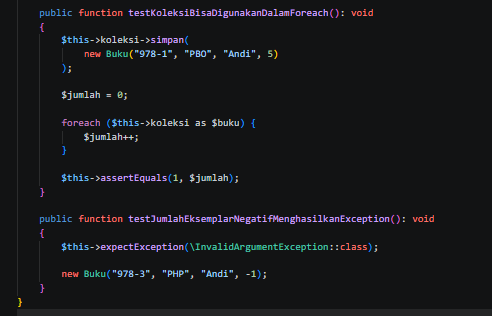 public function testKoleksiBisaDigunakanDalamForeach(): void
{
$this->koleksi->simpan(
new Buku("978-1", "PBO", "Andi", 5)
);
$jumlah = 0;
foreach ($this->koleksi as $buku) {
$jumlah++;
}
$this->assertEquals(1, $jumlah);
}
public function testJumlahEksemplarNegatifMenghasilkanException(): void
{
$this->expectException(\InvalidArgumentException::class);
new Buku("978-3", "PHP", "Andi", -1);
}
}